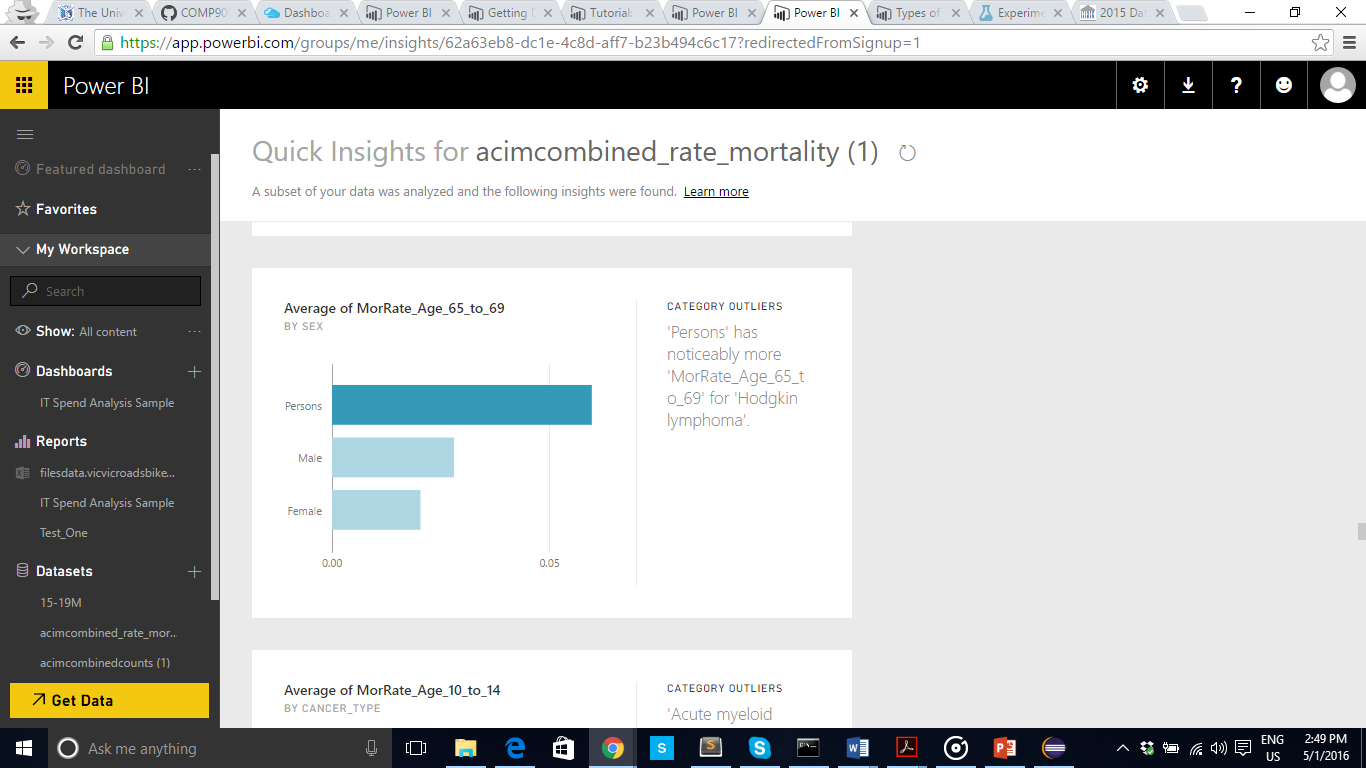 The Unive
COMP90
Dashboa
Power BI
Getting D
Tutorial:
Power BI
Power BI
Types of
Experime
2015 Dat
https://app.powerbi.com/groups/me/insights/62a63eb8-dc1e-4c8d-aff7-b23b494c6c17?redirectedFromSignup=1
Power BI
?
Featured dashboard ...
Favorites
My Workspace
Search
Show: All content ...
Dashboards +
IT Spend Analysis Sample
Reports
filesdata.vicvicroadsbike...
IT Spend Analysis Sample
Test_One
Datasets +
15-19M
acimcombined_rate_mor...
acimcombinedcounts (1)
Get Data
Quick Insights for acimcombined_rate_mortality (1)
A subset of your data was analyzed and the following insights were found. Learn more
Average of MorRate_Age_65_to_69
BY SEX
Persons
Male
Female
0.00 0.05
CATEGORY OUTLIERS
'Persons' has
noticeably more
'MorRate_Age_65_t
o_69' for 'Hodgkin
lymphoma'.
Average of MorRate_Age_10_to_14
BY CANCER_TYPE
CATEGORY OUTLIERS
'Acute myeloid
Ask me anything
ENG
US
2:49 PM
5/1/2016